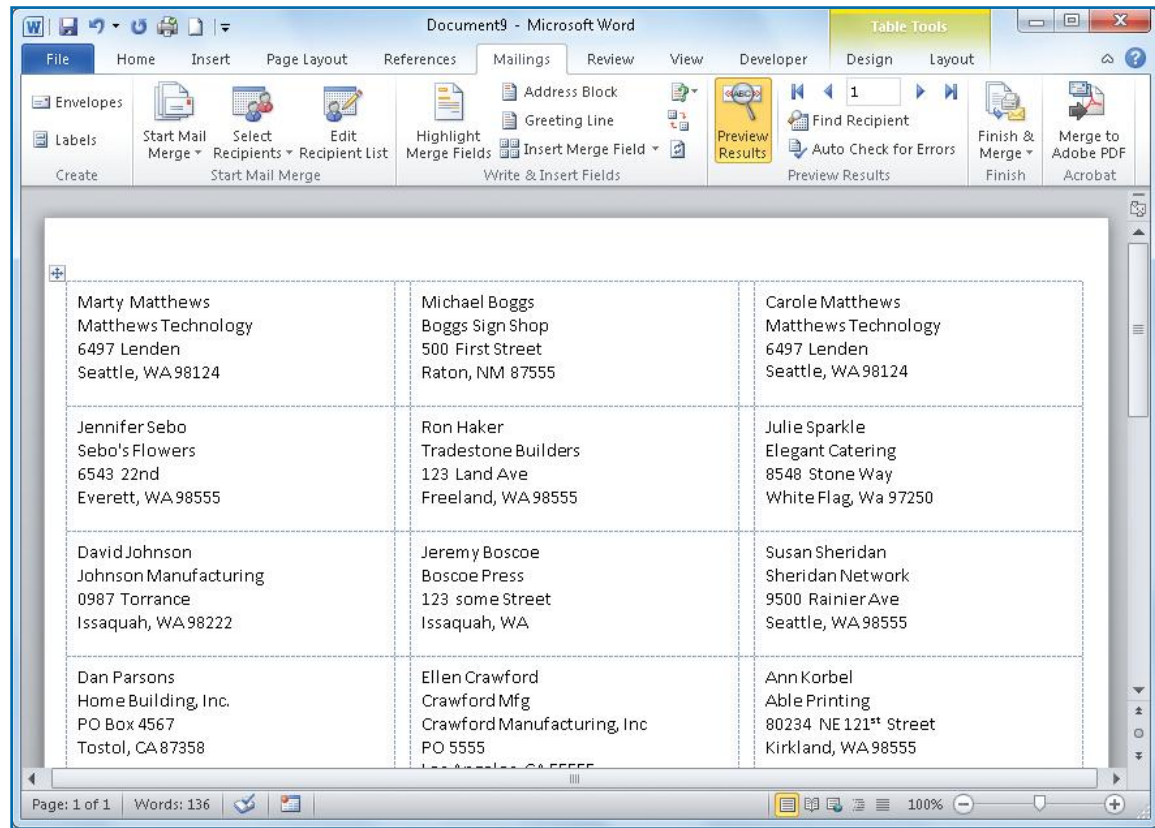 Document9 - Microsoft Word
Table Tools
File Home Insert Page Layout References Mailings Review View Developer Design Layout
Envelopes
Labels
Create
Start Mail
Merge
Select
Recipients
Edit
Recipient List
Start Mail Merge
Highlight
Merge Fields
Address Block
Greeting Line
Insert Merge Field
Write & Insert Fields
ABC
Preview
Results
1
Find Recipient
Auto Check for Errors
Preview Results
Finish &
Merge
Finish
Merge to
Adobe PDF
Acrobat
Marty Matthews
Matthews Technology
6497 Lenden
Seattle, WA 98124
Michael Boggs
Boggs Sign Shop
500 First Street
Raton, NM 87555
Carole Matthews
Matthews Technology
6497 Lenden
Seattle, WA 98124
Jennifer Sebo
Sebo's Flowers
6543 22nd
Everett, WA 98555
Ron Haker
Tradestone Builders
123 Land Ave
Freeland, WA 98555
Julie Sparkle
Elegant Catering
8548 Stone Way
White Flag, Wa 97250
David Johnson
Johnson Manufacturing
0987 Torrance
Issaquah, WA 98222
Jeremy Boscoe
Boscoe Press
123 some Street
Issaquah, WA
Susan Sheridan
Sheridan Network
9500 Rainier Ave
Seattle, WA 98555
Dan Parsons
Home Building, Inc.
PO Box 4567
Tostol, CA 87358
Ellen Crawford
Crawford Mfg
Crawford Manufacturing, Inc
PO 5555
Ann Korbel
Able Printing
80234 NE 121st Street
Kirkland, WA 98555
Page: 1 of 1 Words: 136
100%